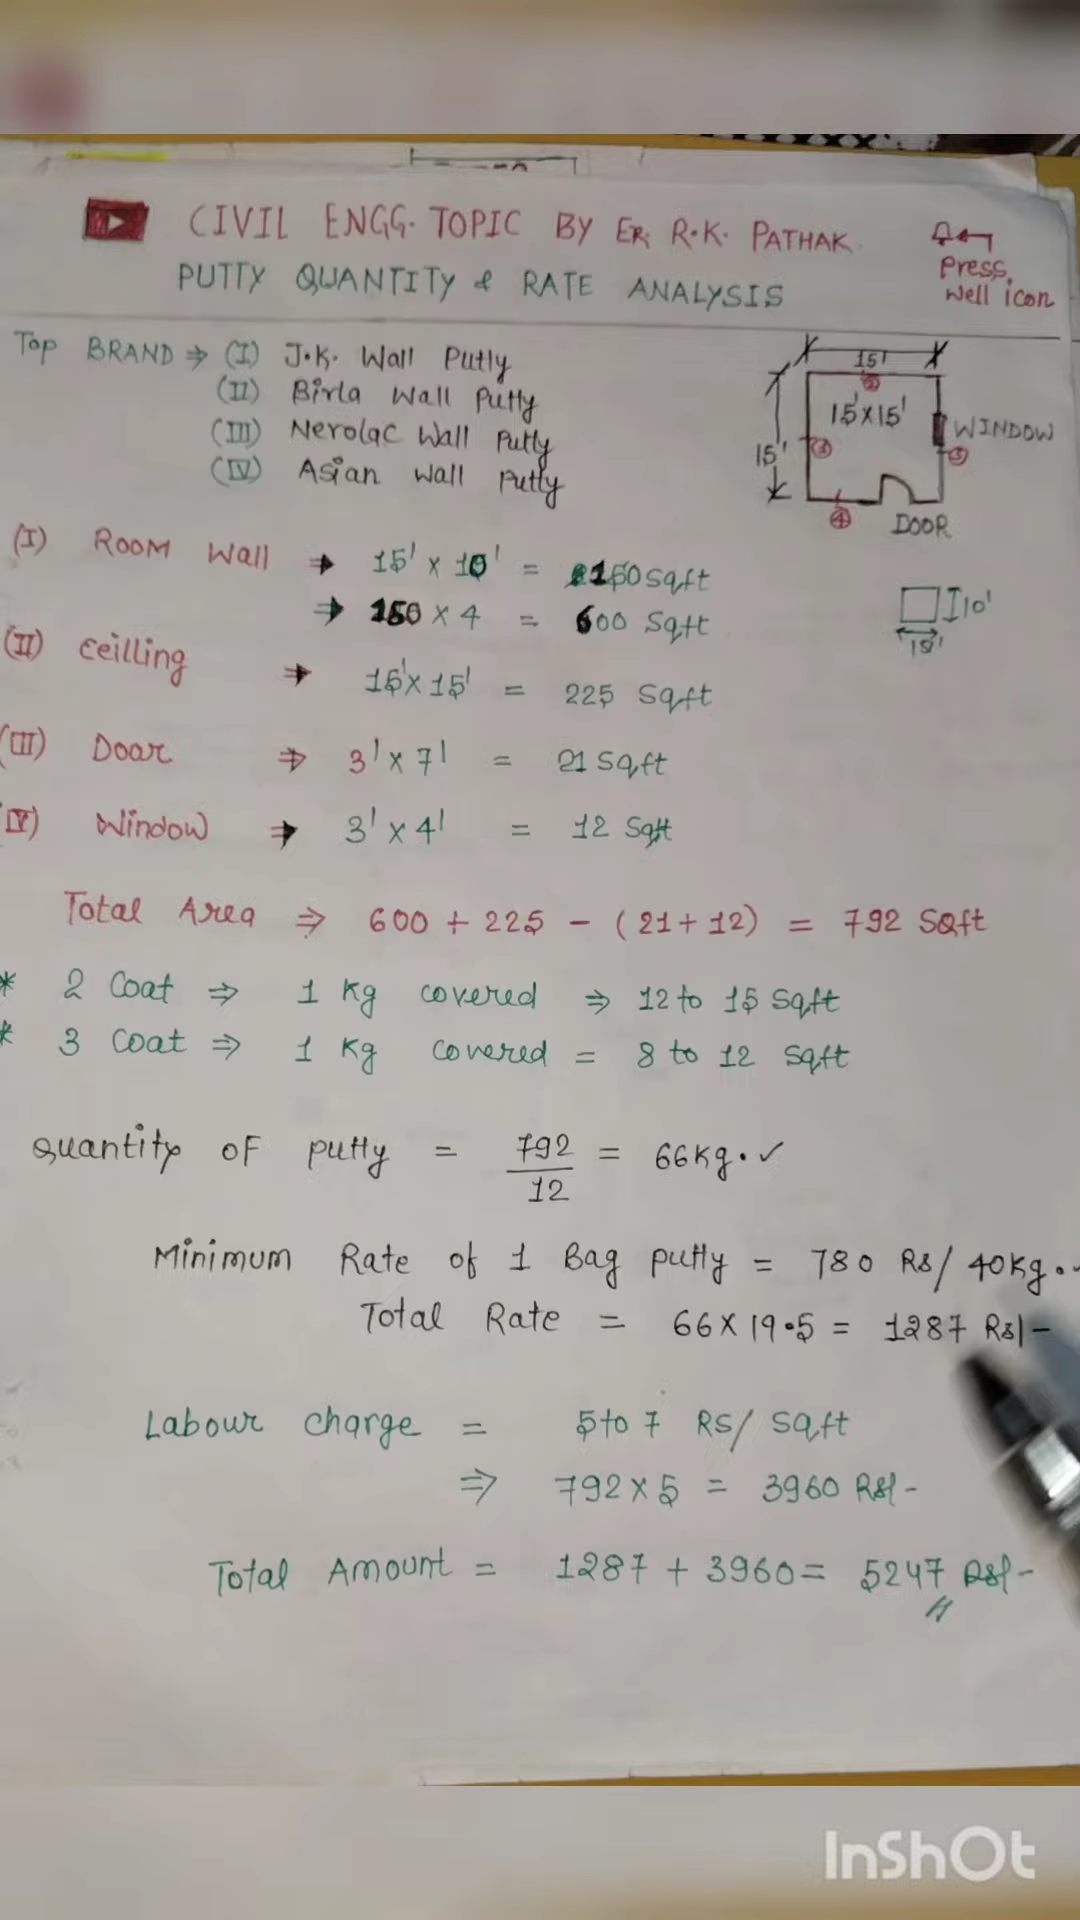 CIVIL ENGG. TOPIC BY ER. R.K. PATHAK
Press
Well icon
PUTTY QUANTITY & RATE ANALYSIS
Top BRAND ⇒ (I) J.K. Wall Putty
(II) Birla Wall Putty
(III) Nerolac Wall Putty
(IV) Asian Wall Putty
15'
15'x15'
15'
WINDOW
DOOR
②
③
④
(I) ROOM Wall → 15' x 10' = 150 Sqft
→ 150 x 4 = 600 Sqft
10'
15'
(II) Ceilling → 15' x 15' = 225 Sqft
(III) Doar ⇒ 3' x 7' = 21 Sqft
Window → 3' x 4' = 12 Sqft
Total Area ⇒ 600 + 225 - (21+12) = 792 Sqft
* 2 Coat ⇒ 1 Kg covered ⇒ 12 to 15 Sqft
* 3 Coat ⇒ 1 Kg covered = 8 to 12 Sqft
Quantity OF putty = 792/12 = 66Kg. ✓
Minimum Rate of 1 Bag putty = 780 Rs/ 40Kg.
Total Rate = 66 x 19.5 = 1287 Rs/-
Labour charge = 5 to 7 RS/ Sqft
⇒ 792 x 5 = 3960 Rs/-
Total Amount = 1287 + 3960 = 5247 Rs/-
InShOt